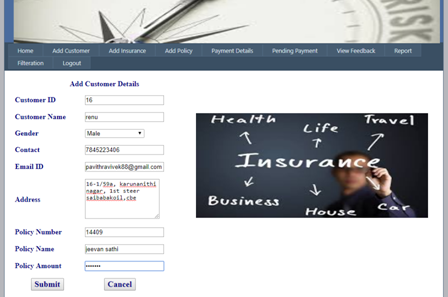 RISK
Home Add Customer Add Insurance Add Policy Payment Details Pending Payment View Feedback Report
Filteration Logout
Add Customer Details
Customer ID 16
Customer Name renu
Gender Male
Contact 7845223406
Email ID pavithravivek88@gmail.com
Address 16-1/59a, karunanithi
nagar, 1st steer
saibabakoil,cbe
Policy Number 14409
Policy Name jeevan sathi
Policy Amount •••••••
Submit Cancel
Health Life Travel
Insurance
Business House Car